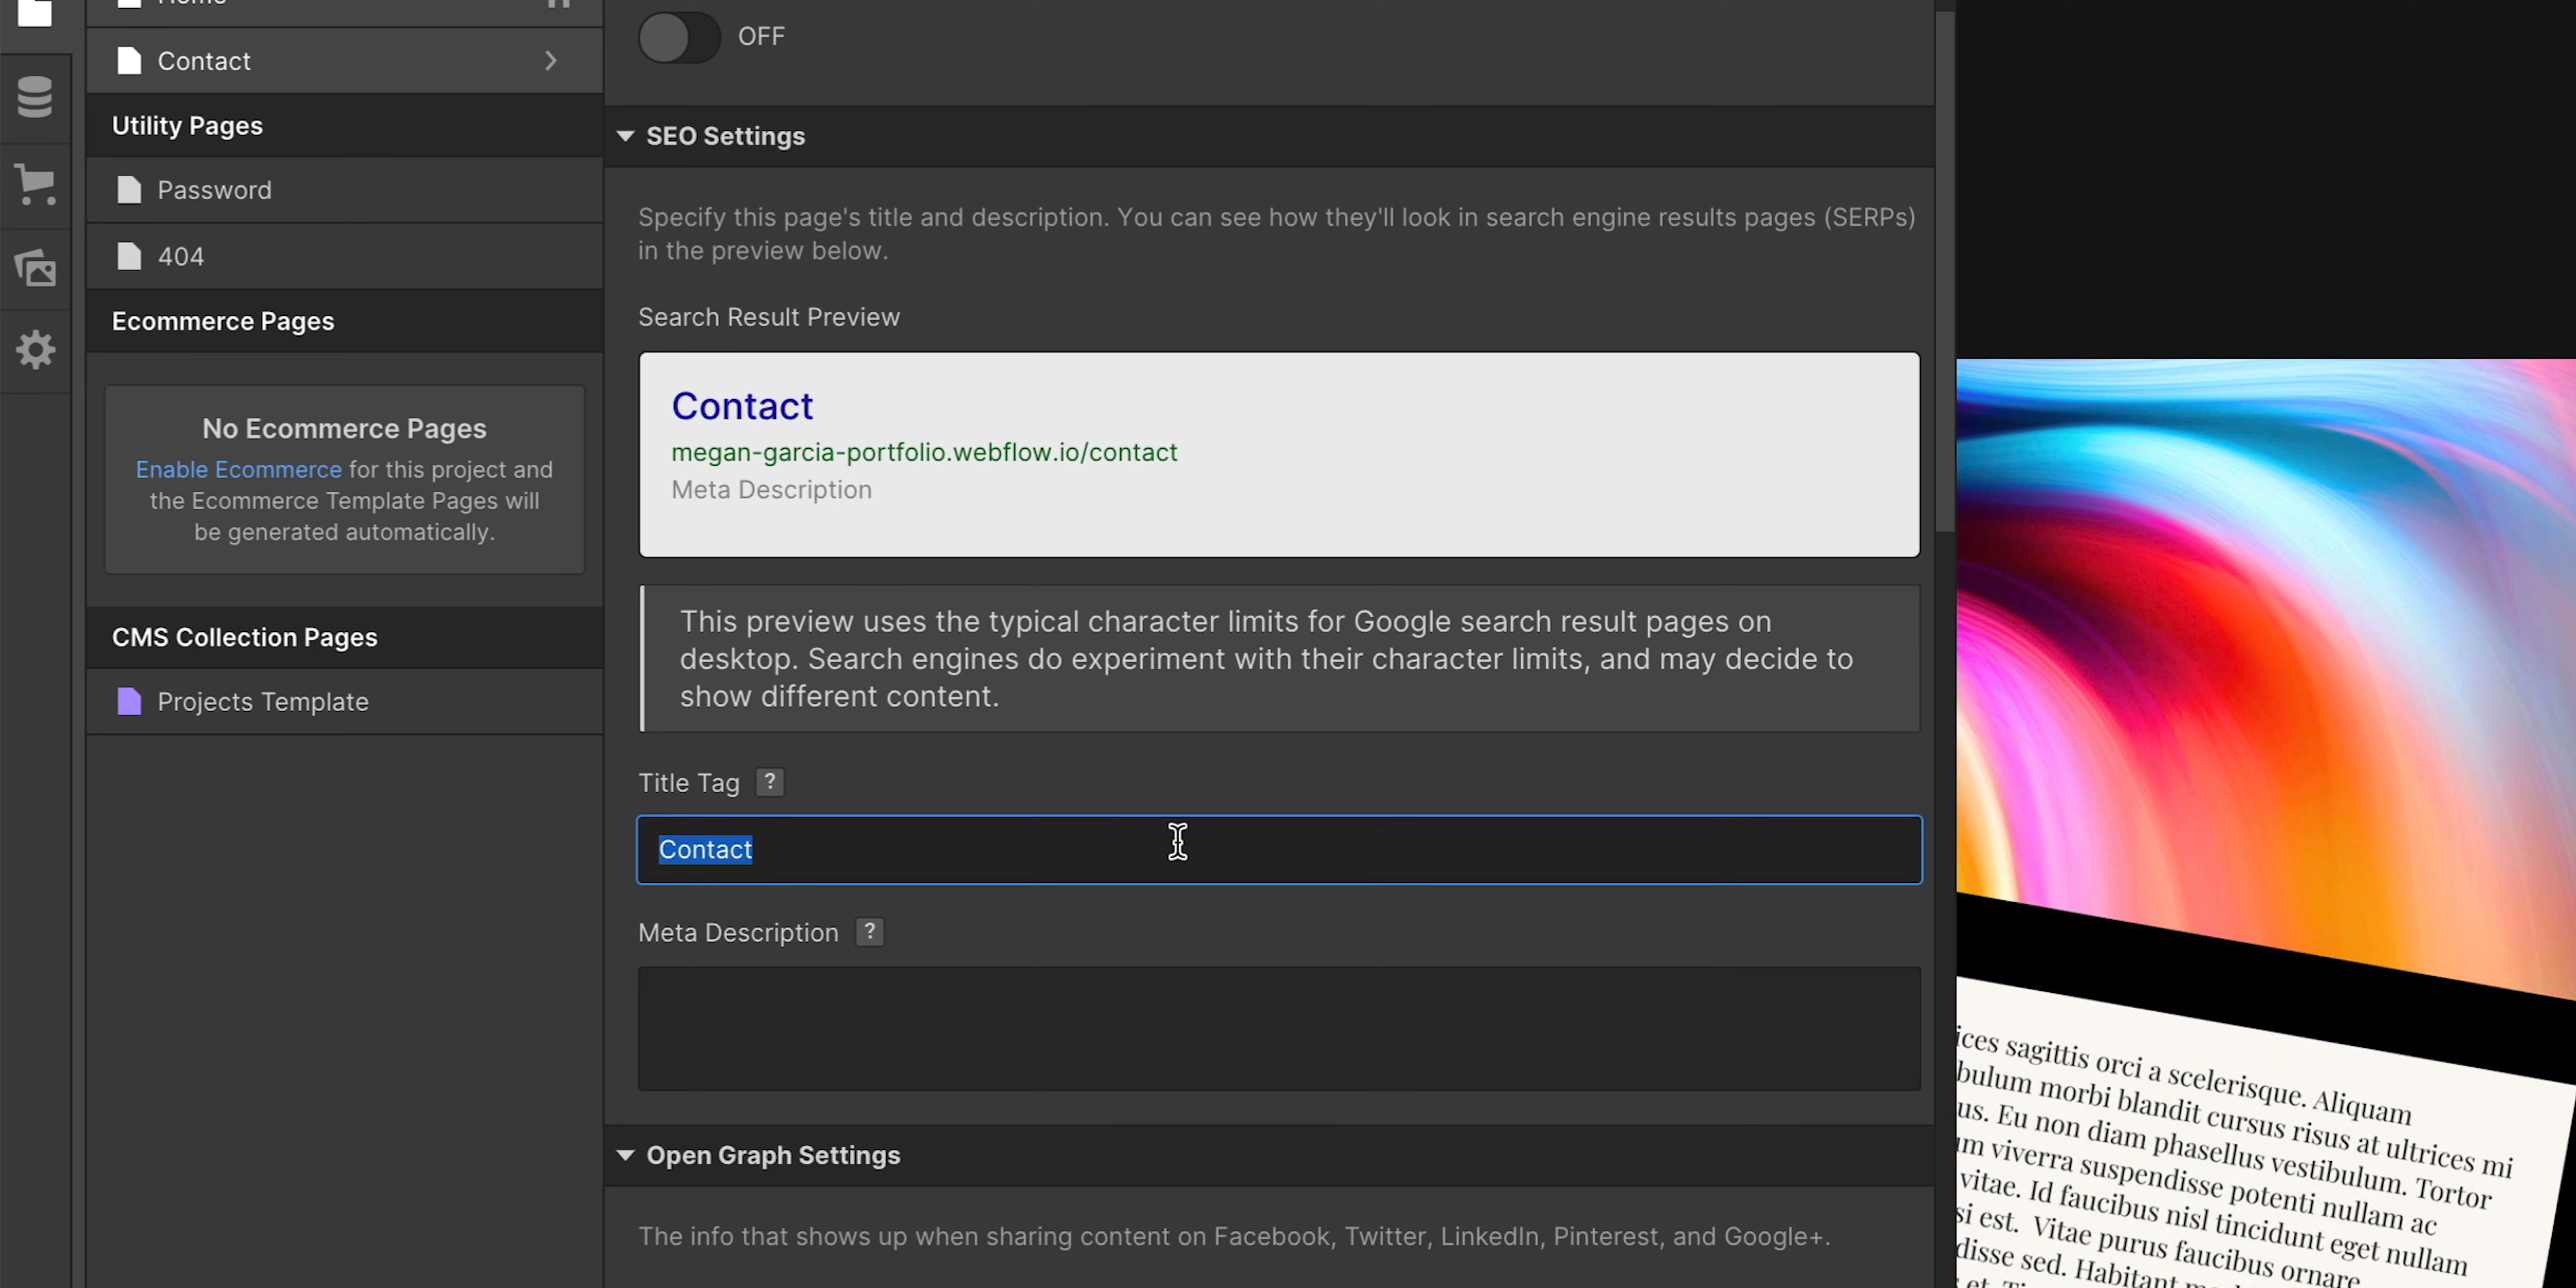 Home
Contact
Utility Pages
Password
404
Ecommerce Pages
No Ecommerce Pages
Enable Ecommerce for this project and
the Ecommerce Template Pages will
be generated automatically.
CMS Collection Pages
Projects Template
OFF
SEO Settings
Specify this page's title and description. You can see how they'll look in search engine results pages (SERPs)
in the preview below.
Search Result Preview
Contact
megan-garcia-portfolio.webflow.io/contact
Meta Description
This preview uses the typical character limits for Google search result pages on
desktop. Search engines do experiment with their character limits, and may decide to
show different content.
Title Tag ?
Contact
Meta Description ?
Open Graph Settings
The info that shows up when sharing content on Facebook, Twitter, LinkedIn, Pinterest, and Google+.
ices sagittis orci a scelerisque. Aliquam
bulum morbi blandit cursus risus at ultrices mi
us. Eu non diam phasellus vestibulum. Tortor
um viverra suspendisse potenti nullam ac
vitae. Id faucibus nisl tincidunt eget nullam
si est. Vitae purus faucibus ornare
disse sed. Habitant
et.